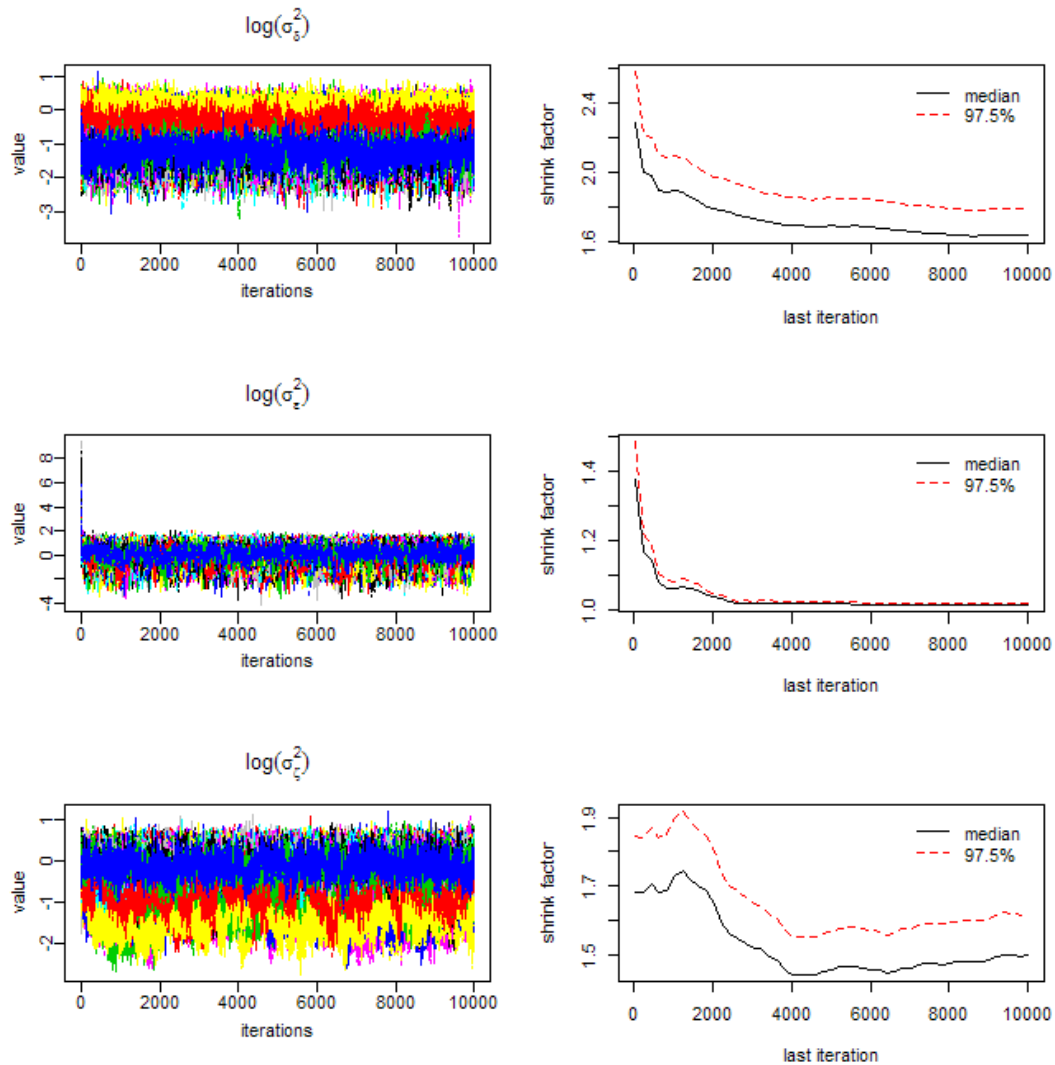 log(σ²_δ)
value
1
0
-1
-2
-3
0 2000 4000 6000 8000 10000
iterations
shrink factor
2.4
2.0
1.6
median
97.5%
0 2000 4000 6000 8000 10000
last iteration
log(σ²_ε)
value
8
6
4
2
0
-4
0 2000 4000 6000 8000 10000
iterations
shrink factor
1.4
1.2
1.0
median
97.5%
0 2000 4000 6000 8000 10000
last iteration
log(σ²_ζ)
value
1
0
-1
-2
0 2000 4000 6000 8000 10000
iterations
shrink factor
1.9
1.7
1.5
median
97.5%
0 2000 4000 6000 8000 10000
last iteration